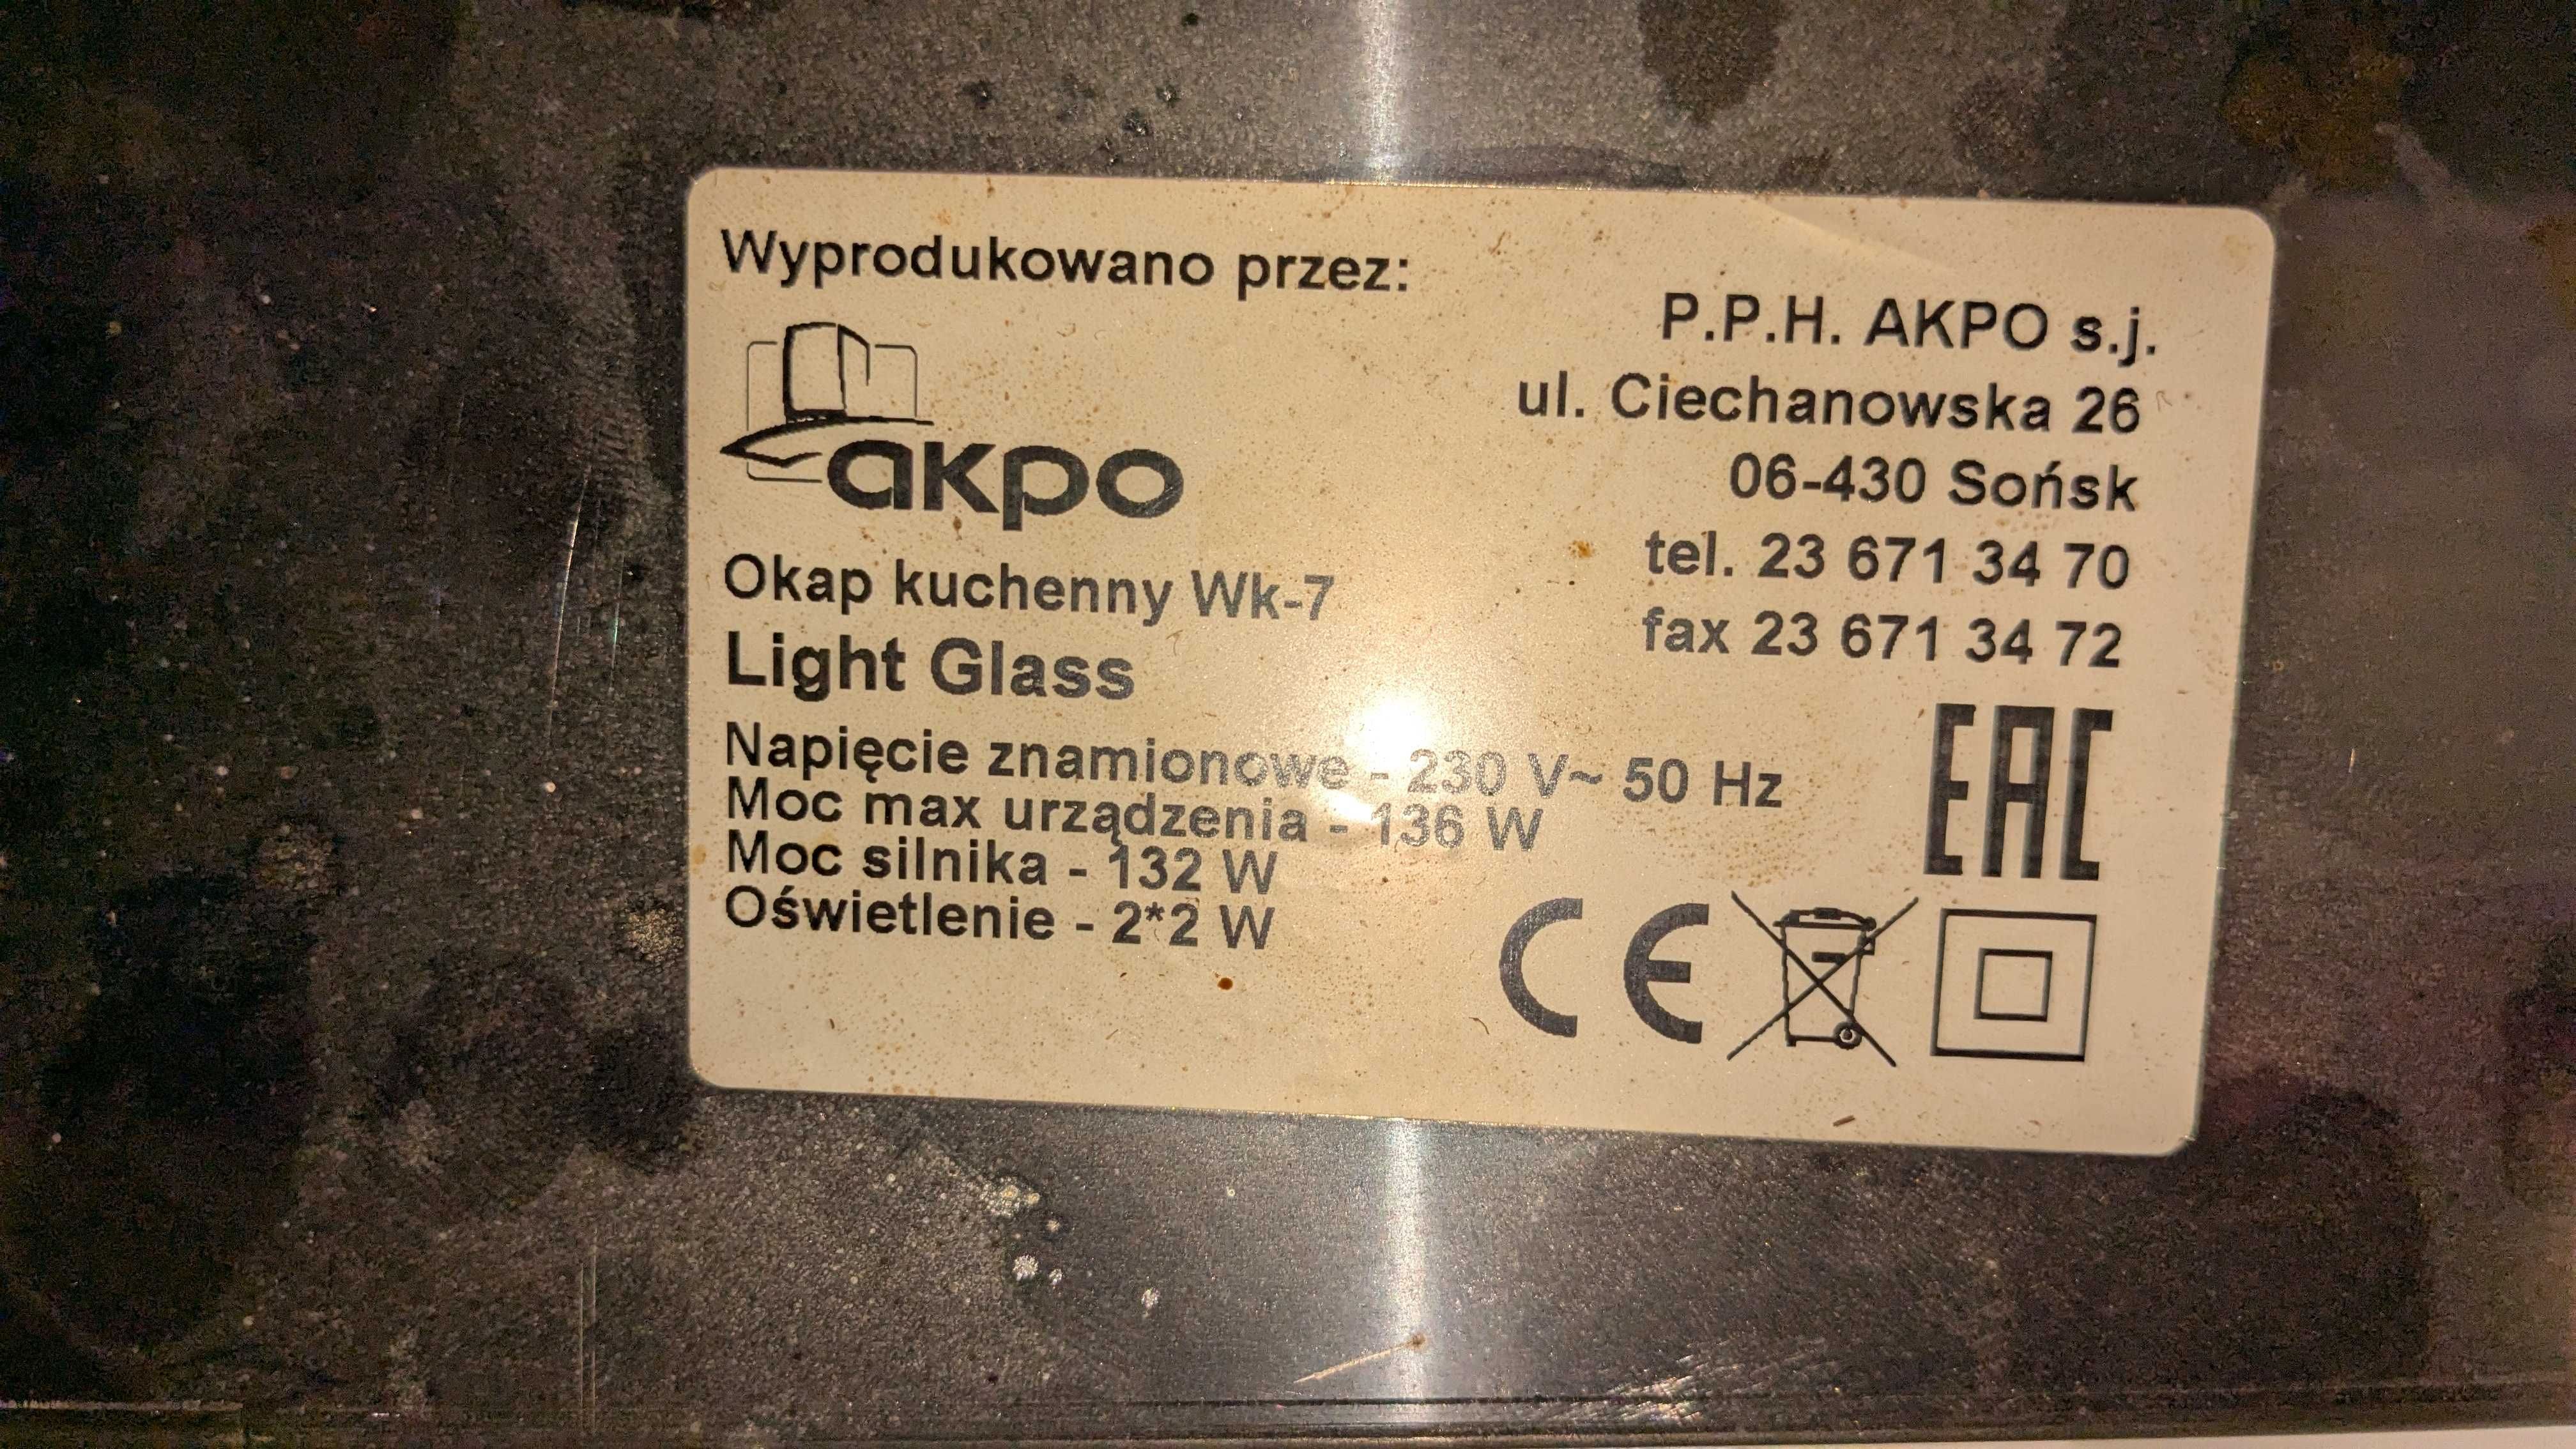 Wyprodukowano przez:
akpo
P.P.H. AKPO s.j.
ul. Ciechanowska 26
06-430 Sońsk
tel. 23 671 34 70
fax 23 671 34 72
Okap kuchenny Wk-7
Light Glass
Napięcie znamionowe - 230 V~ 50 Hz
Moc max urządzenia - 136 W
Moc silnika - 132 W
Oświetlenie - 2*2 W
EAC
CE